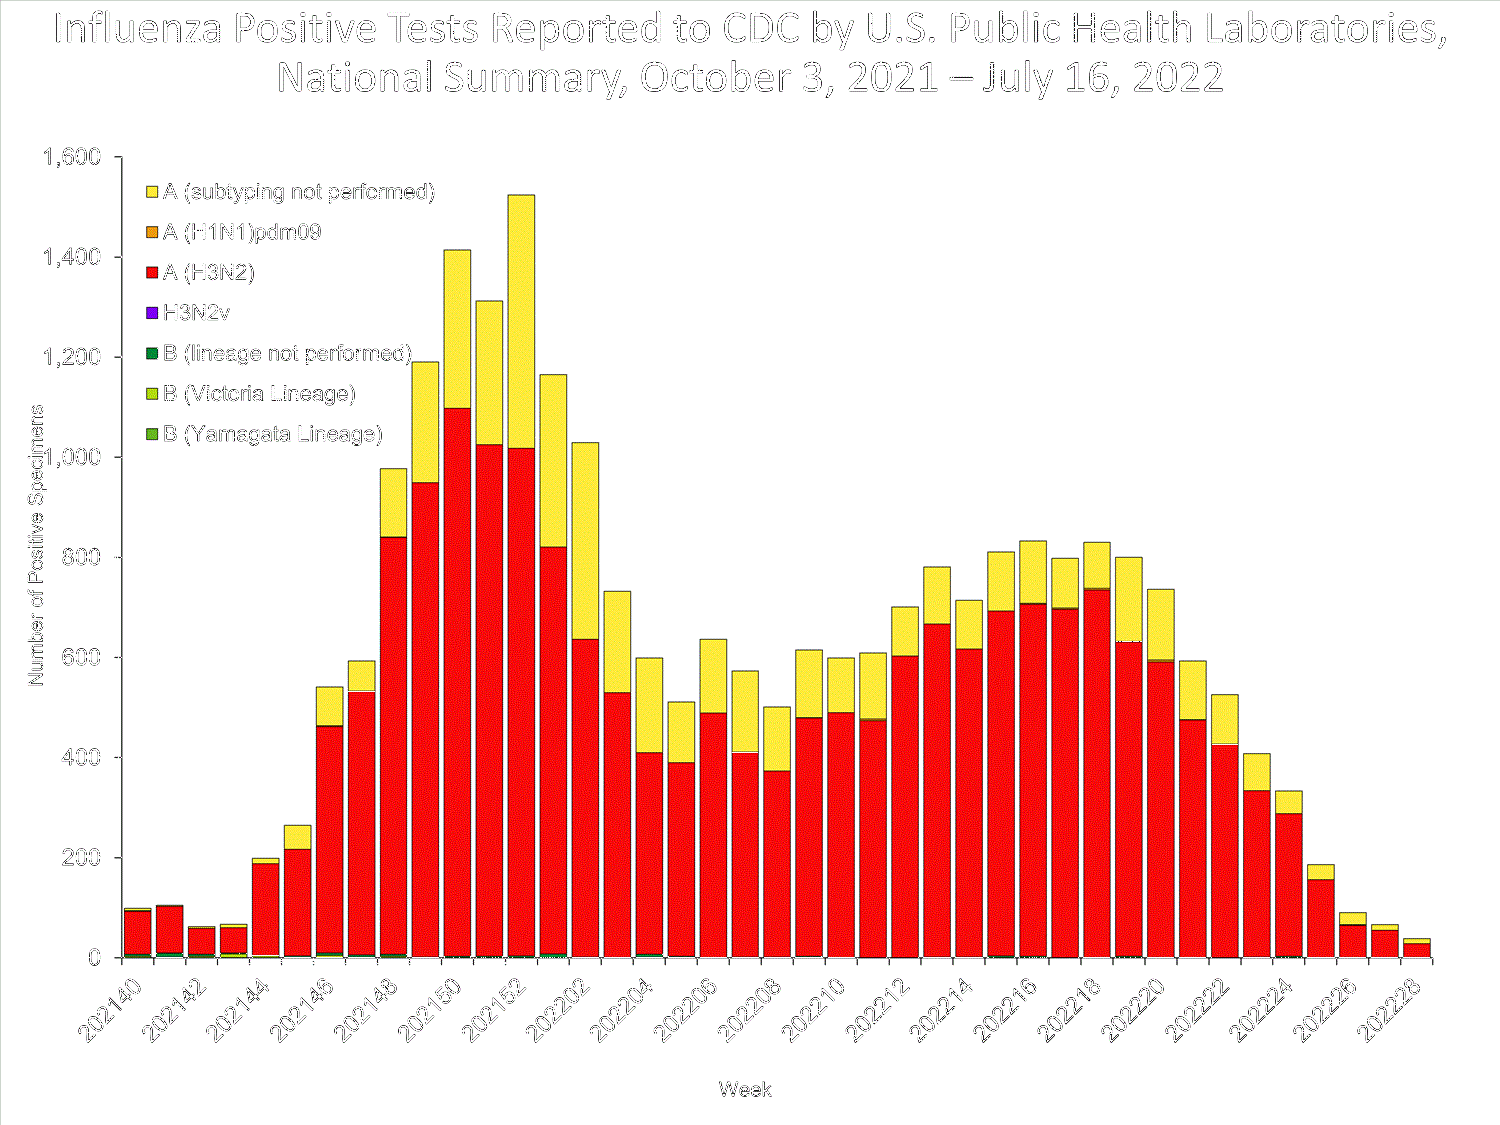 Influenza Positive Tests Reported to CDC by U.S. Public Health Laboratories,
National Summary, October 3, 2021 – July 16, 2022
Number of Positive Specimens
1,600
1,400
1,200
1,000
800
600
400
200
0
A (subtyping not performed)
A (H1N1)pdm09
A (H3N2)
H3N2v
B (lineage not performed)
B (Victoria Lineage)
B (Yamagata Lineage)
202140
202142
202144
202146
202148
202150
202152
202202
202204
202206
202208
202210
202212
202214
202216
202218
202220
202222
202224
202226
202228
Week